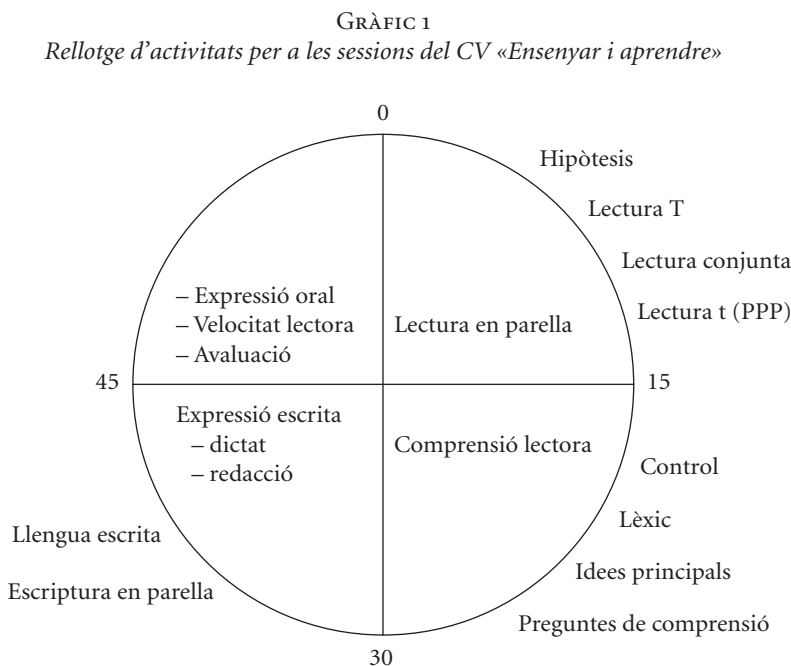 Gràfic 1
Rellotge d’activitats per a les sessions del CV «Ensenyar i aprendre»
0
Hipòtesis
Lectura T
Lectura conjunta
Lectura t (PPP)
Lectura en parella
– Expressió oral
– Velocitat lectora
– Avaluació
45
15
Expressió escrita
– dictat
– redacció
Comprensió lectora
Control
Lèxic
Idees principals
Preguntes de comprensió
Llengua escrita
Escriptura en parella
30